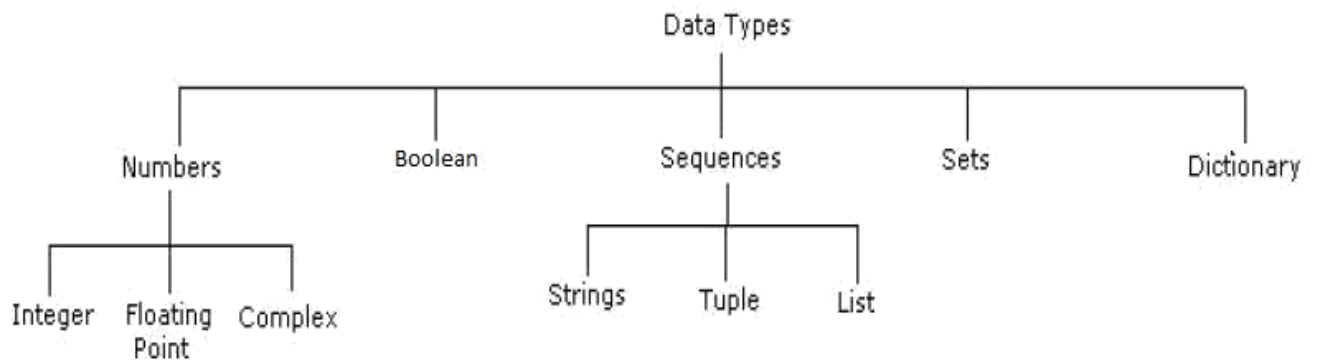 Data Types
Numbers
Boolean
Sequences
Sets
Dictionary
Integer
Floating
Point
Complex
Strings
Tuple
List